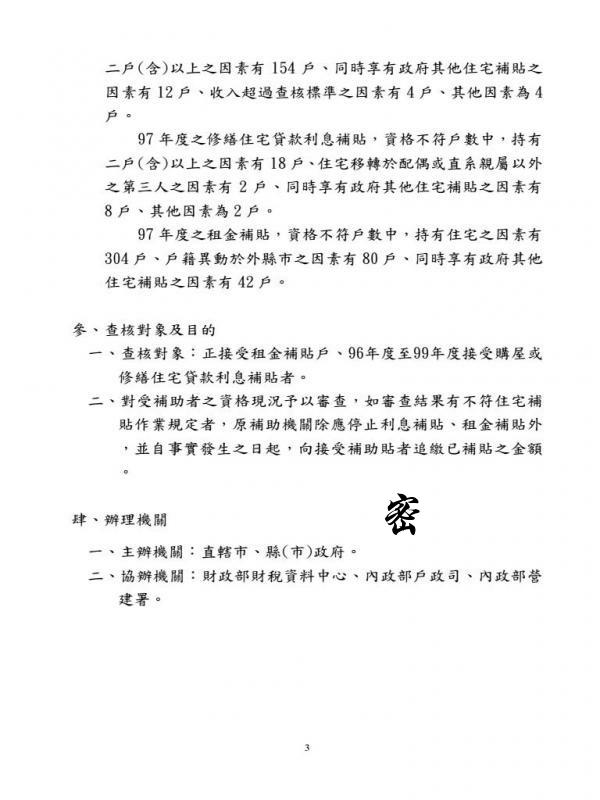 二戶(含)以上之因素有 154 戶、同時享有政府其他住宅補貼之
因素有 12 戶、收入超過查核標準之因素有 4 戶、其他因素為 4
戶。
97 年度之修繕住宅貸款利息補貼，資格不符戶數中，持有
二戶(含)以上之因素有 18 戶、住宅移轉於配偶或直系親屬以外
之第三人之因素有 2 戶、同時享有政府其他住宅補貼之因素有
8 戶、其他因素為 2 戶。
97 年度之租金補貼，資格不符戶數中，持有住宅之因素有
304 戶、戶籍異動於外縣市之因素有 80 戶、同時享有政府其他
住宅補貼之因素有 42 戶。
參、查核對象及目的
一、查核對象：正接受租金補貼戶、96年度至99年度接受購屋或
修繕住宅貸款利息補貼者。
二、對受補助者之資格現況予以審查，如審查結果有不符住宅補
貼作業規定者，原補助機關除應停止利息補貼、租金補貼外
，並自事實發生之日起，向接受補助貼者追繳已補貼之金額
。
密
肆、辦理機關
一、主辦機關：直轄市、縣(市)政府。
二、協辦機關：財政部財稅資料中心、內政部戶政司、內政部營
建署。
3